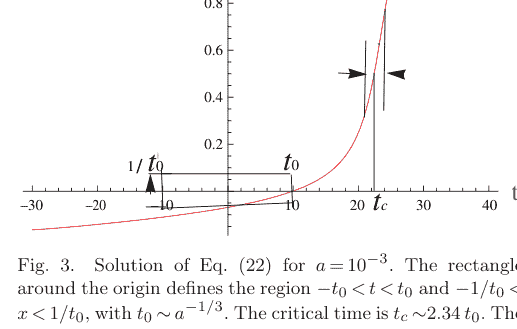 0.8
0.6
0.4
0.2
1/ t0 t0
−30 −20 −10 10 tc 30 40 t
Fig. 3. Solution of Eq. (22) for a = 10−3. The rectangle
around the origin defines the region −t0 < t < t0 and −1/t0 <
x < 1/t0, with t0 ∼ a−1/3. The critical time is tc ∼ 2.34 t0. The